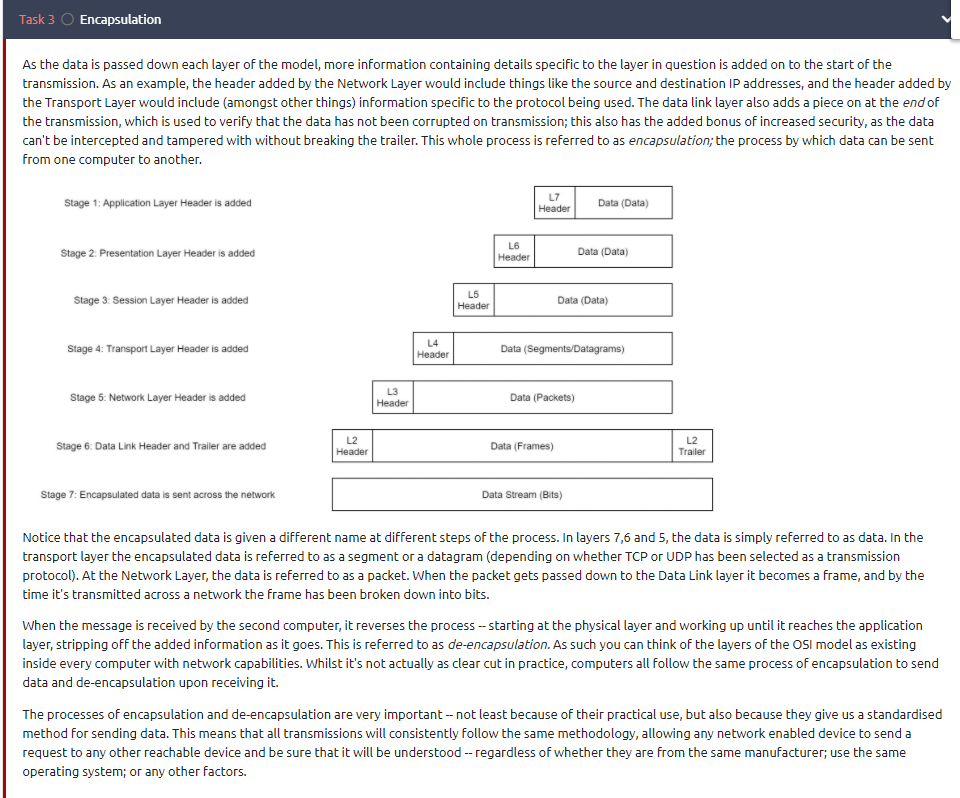 Task 3 Encapsulation
As the data is passed down each layer of the model, more information containing details specific to the layer in question is added on to the start of the
transmission. As an example, the header added by the Network Layer would include things like the source and destination IP addresses, and the header added by
the Transport Layer would include (amongst other things) information specific to the protocol being used. The data link layer also adds a piece on at the end of
the transmission, which is used to verify that the data has not been corrupted on transmission; this also has the added bonus of increased security, as the data
can't be intercepted and tampered with without breaking the trailer. This whole process is referred to as encapsulation; the process by which data can be sent
from one computer to another.
Stage 1: Application Layer Header is added
L7
Header
Data (Data)
Stage 2: Presentation Layer Header is added
L6
Header
Data (Data)
Stage 3: Session Layer Header is added
L5
Header
Data (Data)
Stage 4: Transport Layer Header is added
L4
Header
Data (Segments/Datagrams)
Stage 5: Network Layer Header is added
L3
Header
Data (Packets)
Stage 6: Data Link Header and Trailer are added
L2
Header
Data (Frames)
L2
Trailer
Stage 7: Encapsulated data is sent across the network
Data Stream (Bits)
Notice that the encapsulated data is given a different name at different steps of the process. In layers 7,6 and 5, the data is simply referred to as data. In the
transport layer the encapsulated data is referred to as a segment or a datagram (depending on whether TCP or UDP has been selected as a transmission
protocol). At the Network Layer, the data is referred to as a packet. When the packet gets passed down to the Data Link layer it becomes a frame, and by the
time it's transmitted across a network the frame has been broken down into bits.
When the message is received by the second computer, it reverses the process -- starting at the physical layer and working up until it reaches the application
layer, stripping off the added information as it goes. This is referred to as de-encapsulation. As such you can think of the layers of the OSI model as existing
inside every computer with network capabilities. Whilst it's not actually as clear cut in practice, computers all follow the same process of encapsulation to send
data and de-encapsulation upon receiving it.
The processes of encapsulation and de-encapsulation are very important -- not least because of their practical use, but also because they give us a standardised
method for sending data. This means that all transmissions will consistently follow the same methodology, allowing any network enabled device to send a
request to any other reachable device and be sure that it will be understood -- regardless of whether they are from the same manufacturer; use the same
operating system; or any other factors.